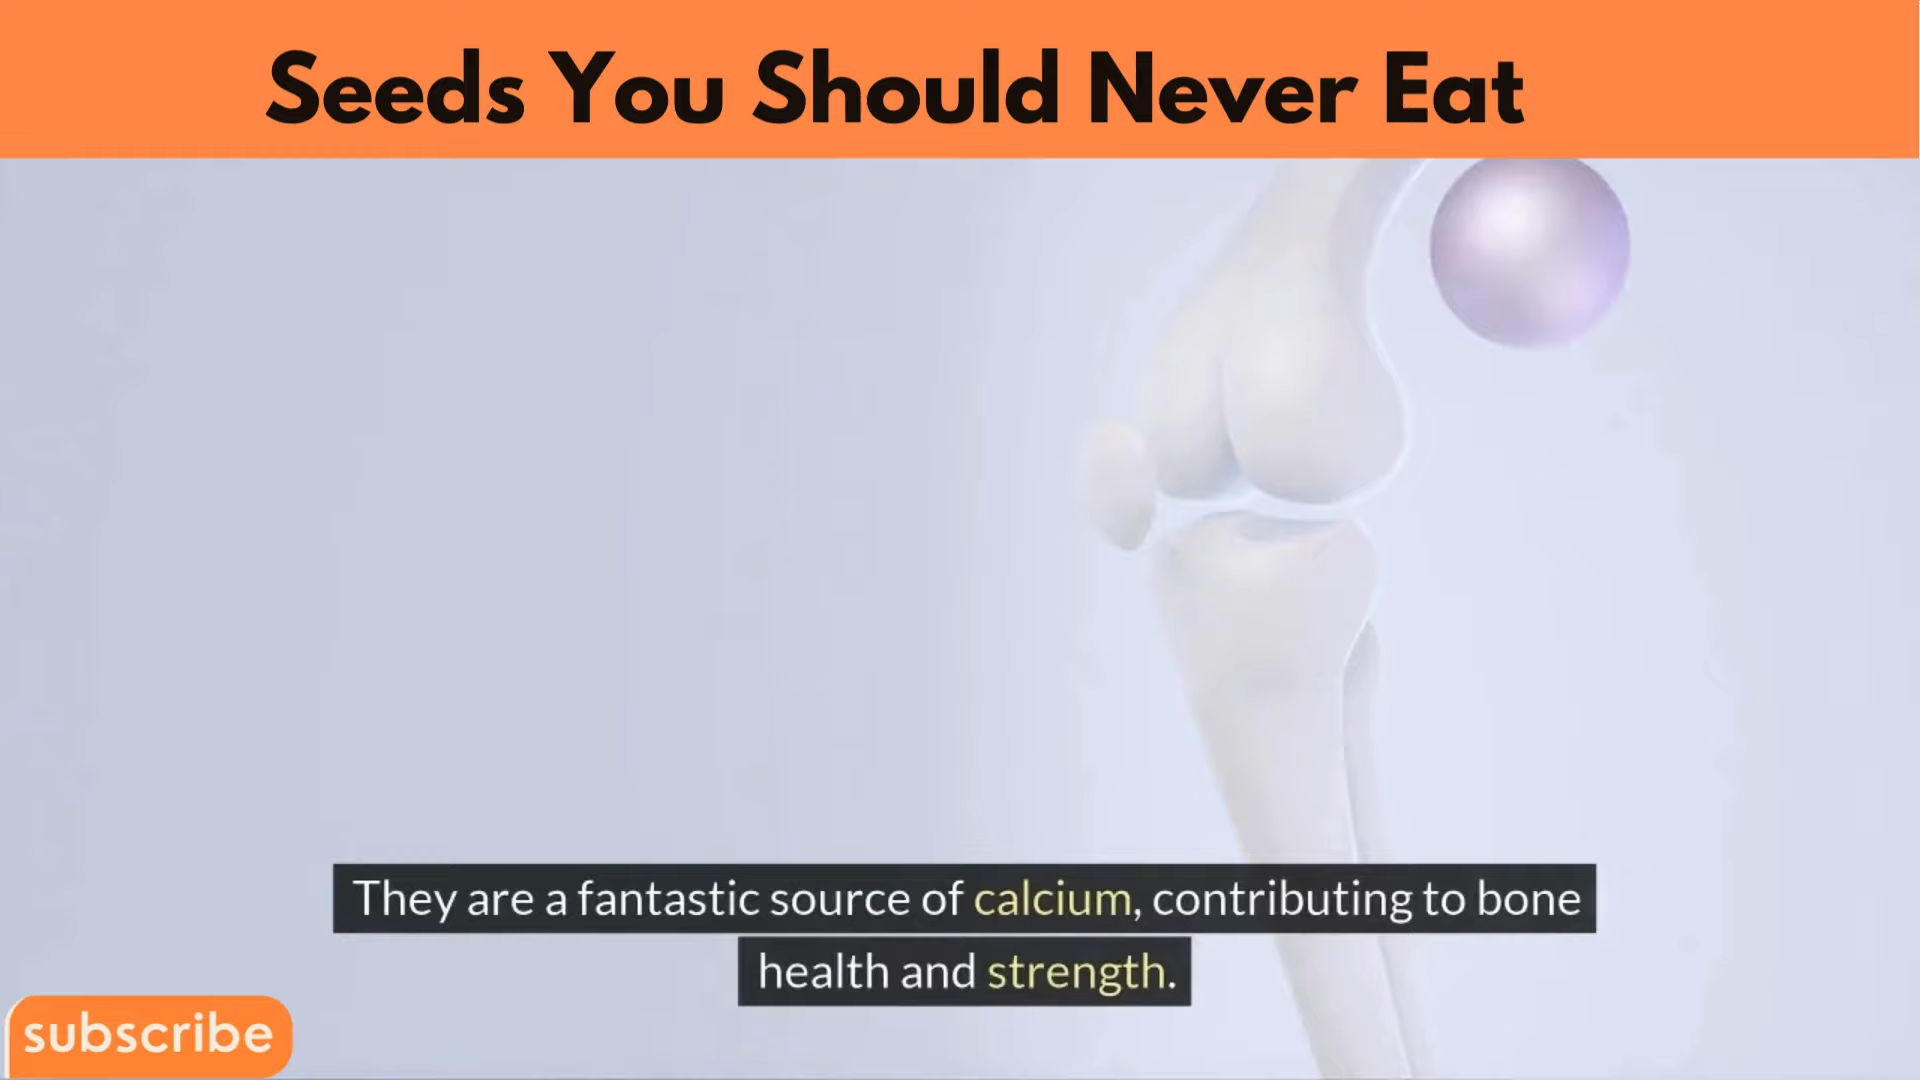 Seeds You Should Never Eat
They are a fantastic source of calcium, contributing to bone
health and strength.
subscribe